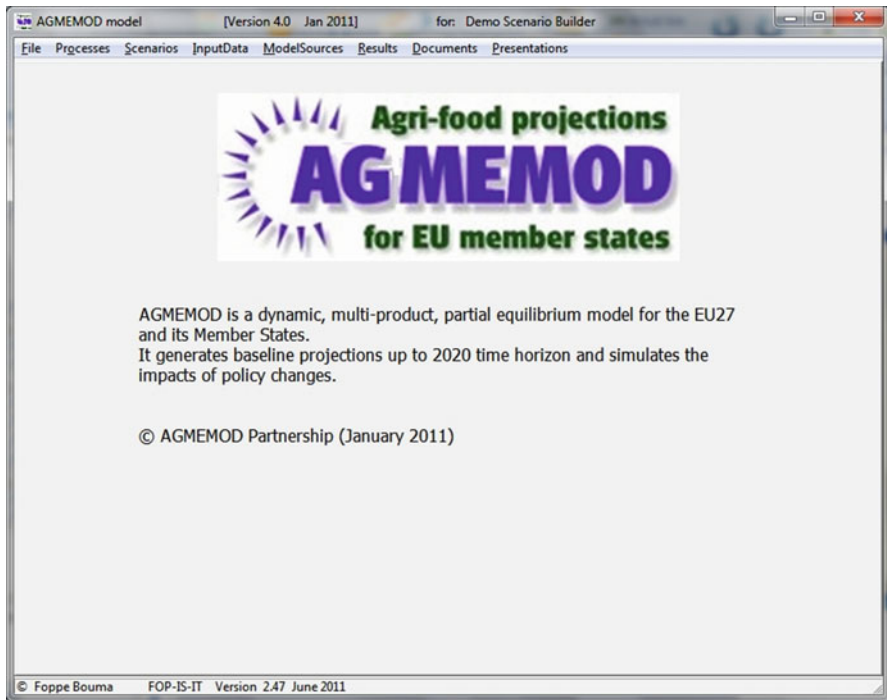 AGMEMOD model [Version 4.0 Jan 2011] for: Demo Scenario Builder
File Processes Scenarios InputData ModelSources Results Documents Presentations
Agri-food projections
AGMEMOD
for EU member states
AGMEMOD is a dynamic, multi-product, partial equilibrium model for the EU27
and its Member States.
It generates baseline projections up to 2020 time horizon and simulates the
impacts of policy changes.
© AGMEMOD Partnership (January 2011)
© Foppe Bouma FOP-IS-IT Version 2.47 June 2011